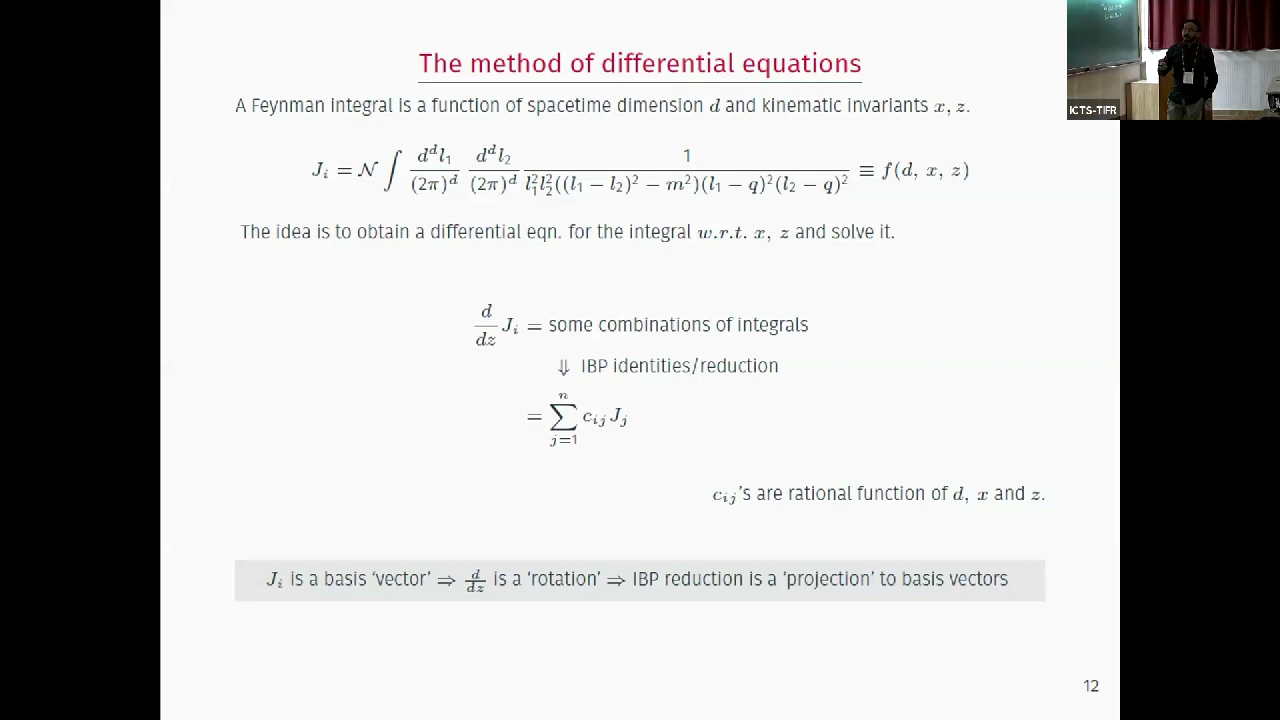 The method of differential equations
A Feynman integral is a function of spacetime dimension d and kinematic invariants x, z.
J_i = 𝒩 ∫ d^d l_1/(2π)^d d^d l_2/(2π)^d 1/(l_1^2 l_2^2((l_1 − l_2)^2 − m^2)(l_1 − q)^2(l_2 − q)^2) ≡ f(d, x, z)
The idea is to obtain a differential eqn. for the integral w.r.t. x, z and solve it.
d/dz J_i = some combinations of integrals
⇓ IBP identities/reduction
= ∑_{j=1}^{n} c_{ij} J_j
c_{ij}'s are rational function of d, x and z.
J_i is a basis ‘vector’ ⇒ d/dz is a ‘rotation’ ⇒ IBP reduction is a ‘projection’ to basis vectors
12
ICTS-TIFR